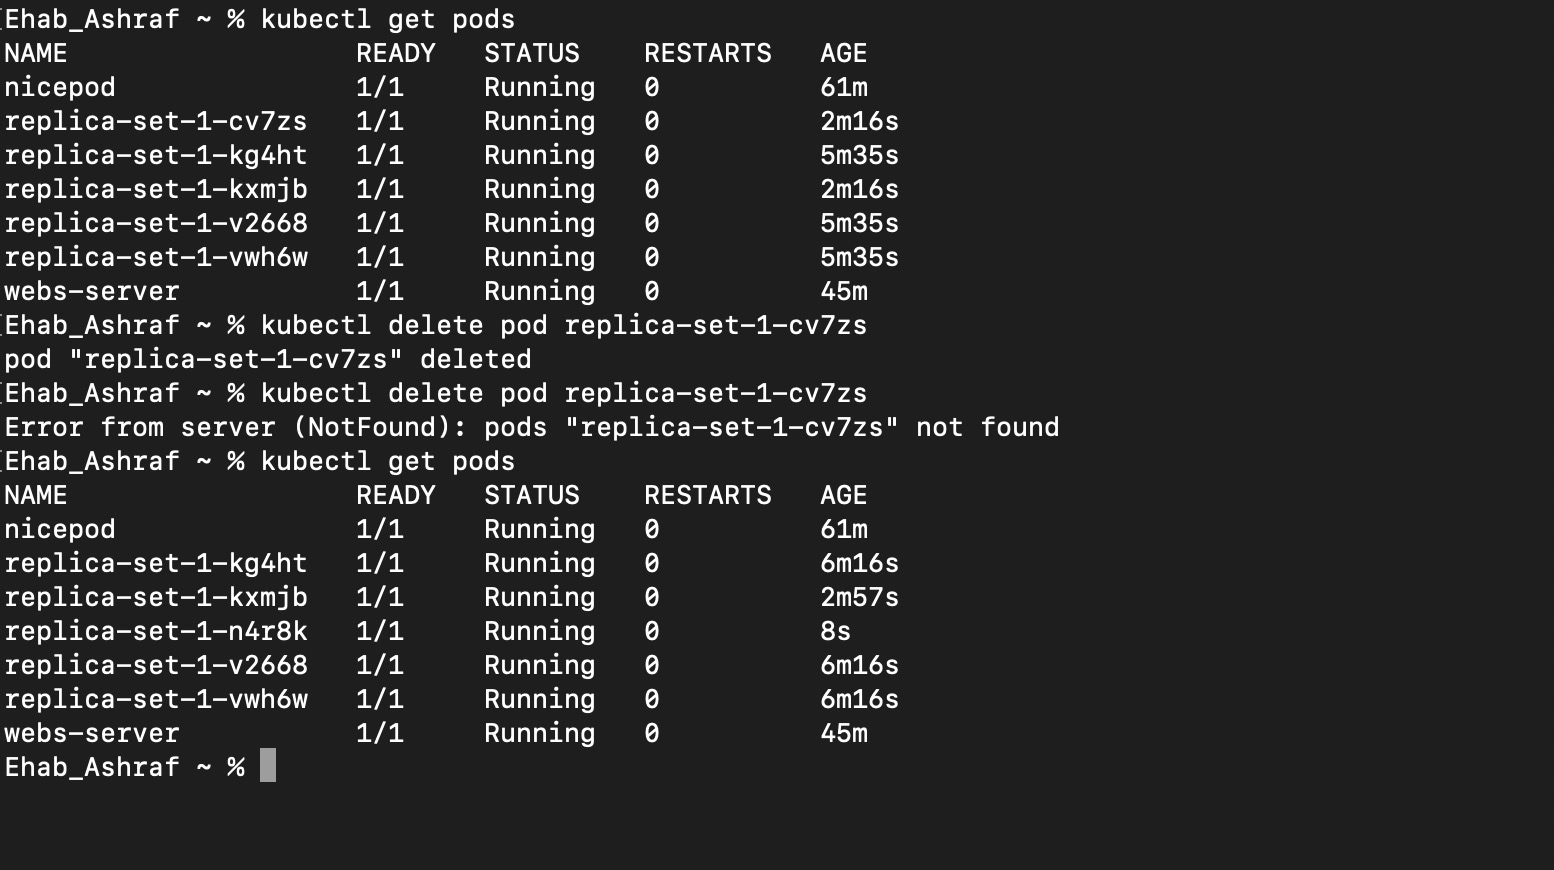 Ehab_Ashraf ~ % kubectl get pods
NAME READY STATUS RESTARTS AGE
nicepod 1/1 Running 0 61m
replica-set-1-cv7zs 1/1 Running 0 2m16s
replica-set-1-kg4ht 1/1 Running 0 5m35s
replica-set-1-kxmjb 1/1 Running 0 2m16s
replica-set-1-v2668 1/1 Running 0 5m35s
replica-set-1-vwh6w 1/1 Running 0 5m35s
webs-server 1/1 Running 0 45m
Ehab_Ashraf ~ % kubectl delete pod replica-set-1-cv7zs
pod "replica-set-1-cv7zs" deleted
Ehab_Ashraf ~ % kubectl delete pod replica-set-1-cv7zs
Error from server (NotFound): pods "replica-set-1-cv7zs" not found
Ehab_Ashraf ~ % kubectl get pods
NAME READY STATUS RESTARTS AGE
nicepod 1/1 Running 0 61m
replica-set-1-kg4ht 1/1 Running 0 6m16s
replica-set-1-kxmjb 1/1 Running 0 2m57s
replica-set-1-n4r8k 1/1 Running 0 8s
replica-set-1-v2668 1/1 Running 0 6m16s
replica-set-1-vwh6w 1/1 Running 0 6m16s
webs-server 1/1 Running 0 45m
Ehab_Ashraf ~ %